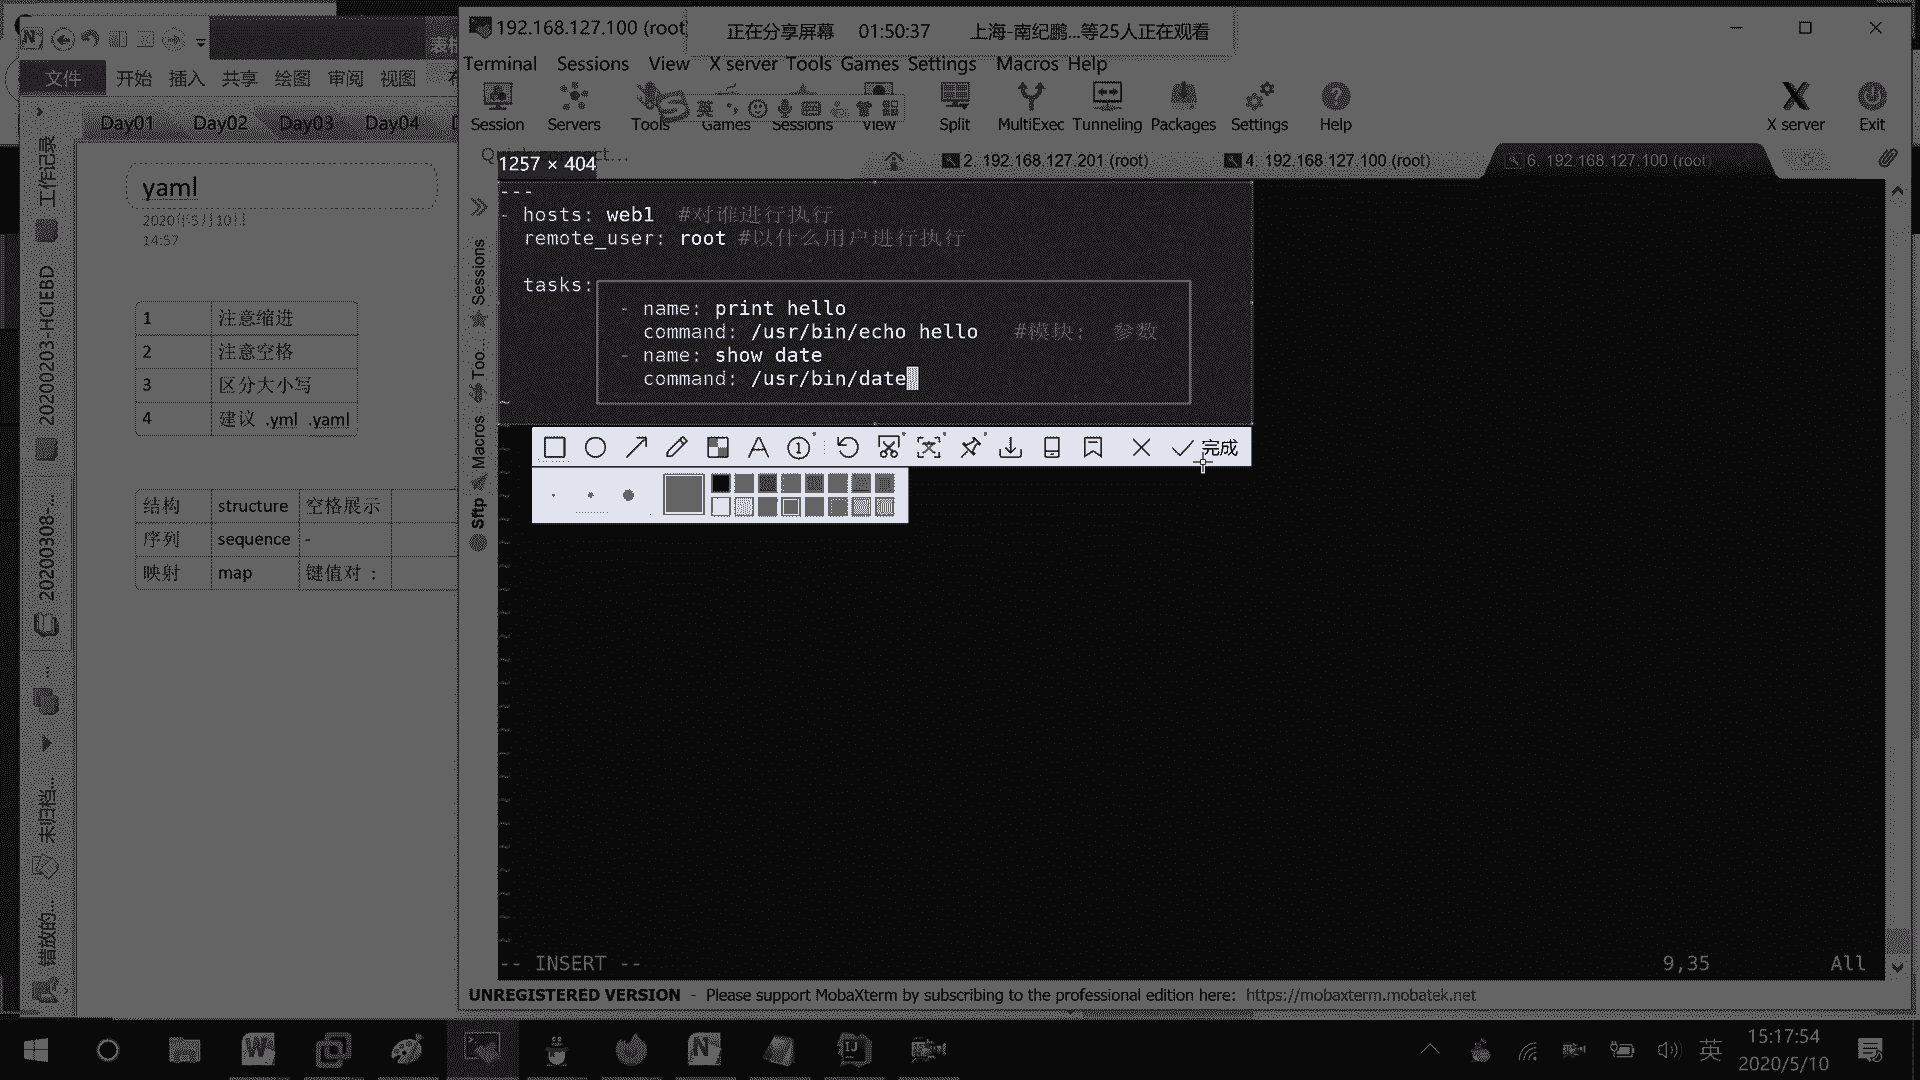 192.168.127.100 (root
正在分享屏幕 01:50:37 上海-南纪鹏...等25人正在观看
文件 开始 插入 共享 绘图 审阅 视图
Terminal Sessions View X server Tools Games Settings Macros Help
英
Session Servers Tools Games Sessions View Split MultiExec Tunneling Packages Settings Help X server Exit
Day01 Day02 Day03 Day04
1257 × 404
2. 192.168.127.201 (root) 4. 192.168.127.100 (root) 6. 192.168.127.100 (root)
工作记录
20200203-HCIEBD
20200308-...
未归档...
错放的...
yaml
2020年5月10日
14:57
1 注意缩进
2 注意空格
3 区分大小写
4 建议 .yml .yaml
结构 structure 空格展示
序列 sequence -
映射 map 键值对 :
Sessions
Too...
Macros
Sftp
---
- hosts: web1 #对谁进行执行
remote_user: root #以什么用户进行执行
tasks:
- name: print hello
command: /usr/bin/echo hello #模块: 参数
- name: show date
command: /usr/bin/date
~
完成
-- INSERT -- 9,35 All
UNREGISTERED VERSION - Please support MobaXterm by subscribing to the professional edition here: https://mobaxterm.mobatek.net
英 15:17:54
2020/5/10